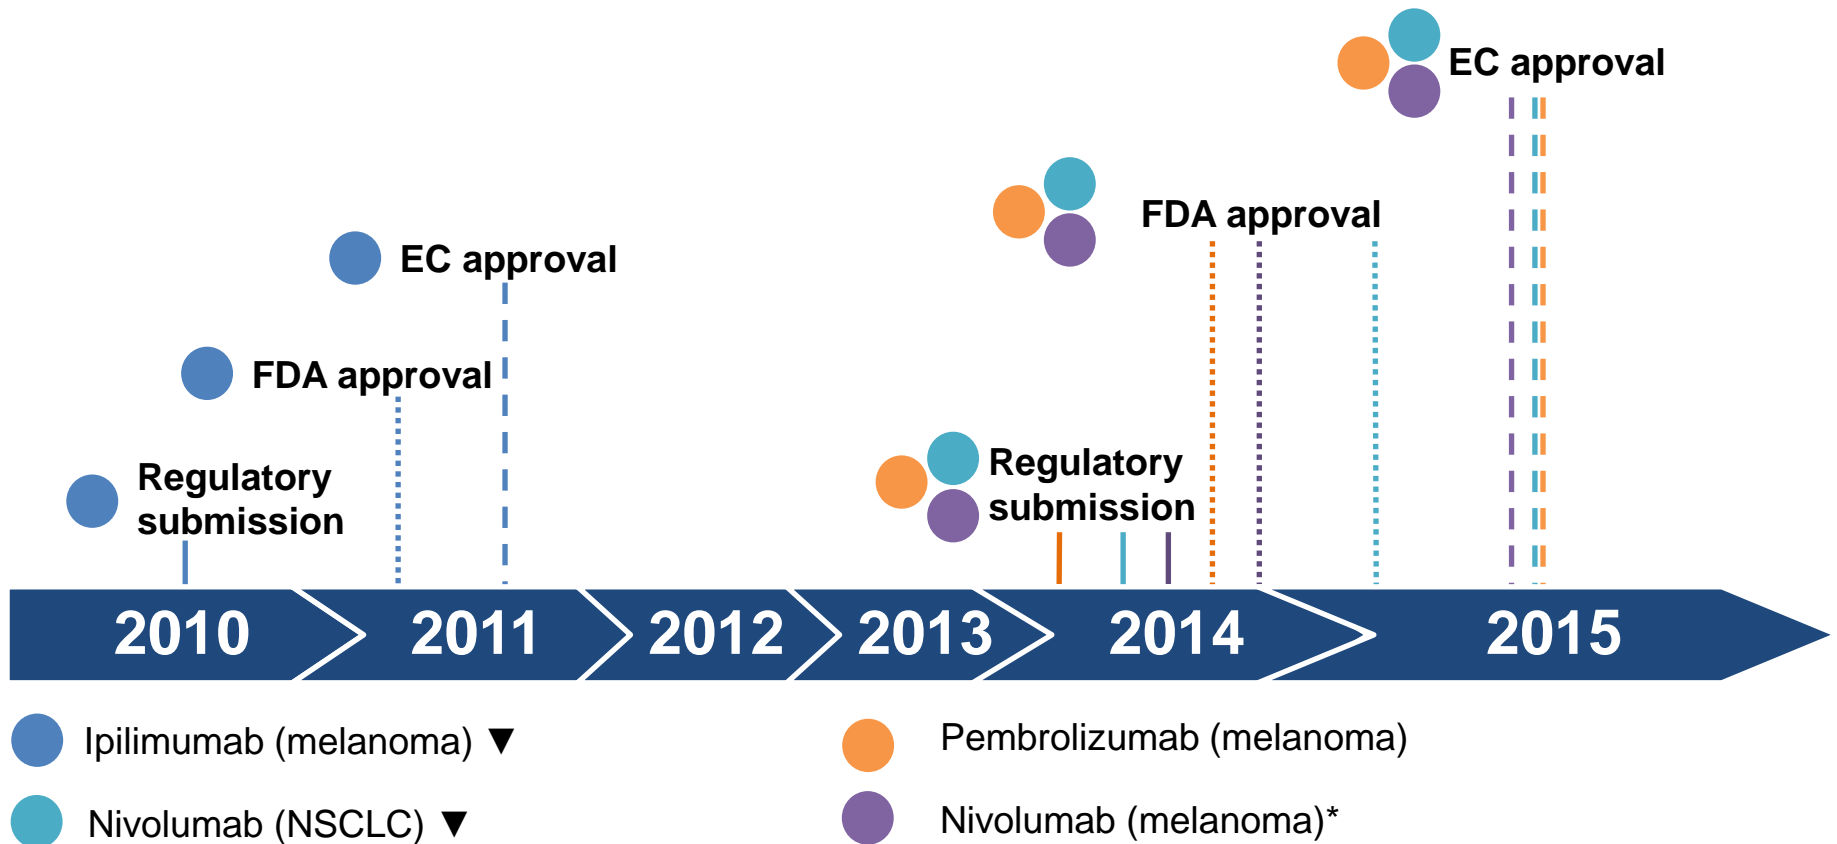 EC approval
FDA approval
EC approval
FDA approval
Regulatory
submission
Regulatory
submission
2010 2011 2012 2013 2014 2015
Ipilimumab (melanoma) ▼
Pembrolizumab (melanoma)
Nivolumab (NSCLC) ▼
Nivolumab (melanoma)*